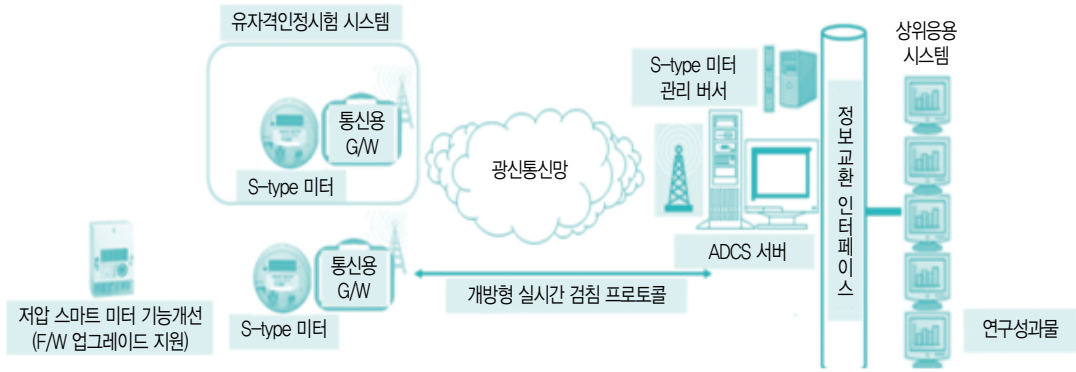 유자격인정시험 시스템
통신용
G/W
S-type 미터
저압 스마트 미터 기능개선
(F/W 업그레이드 지원)
통신용
G/W
S-type 미터
광신통신망
개방형 실시간 검침 프로토콜
S-type 미터
관리 버서
ADCS 서버
정보교환 인터페이스
상위응용
시스템
연구성과물